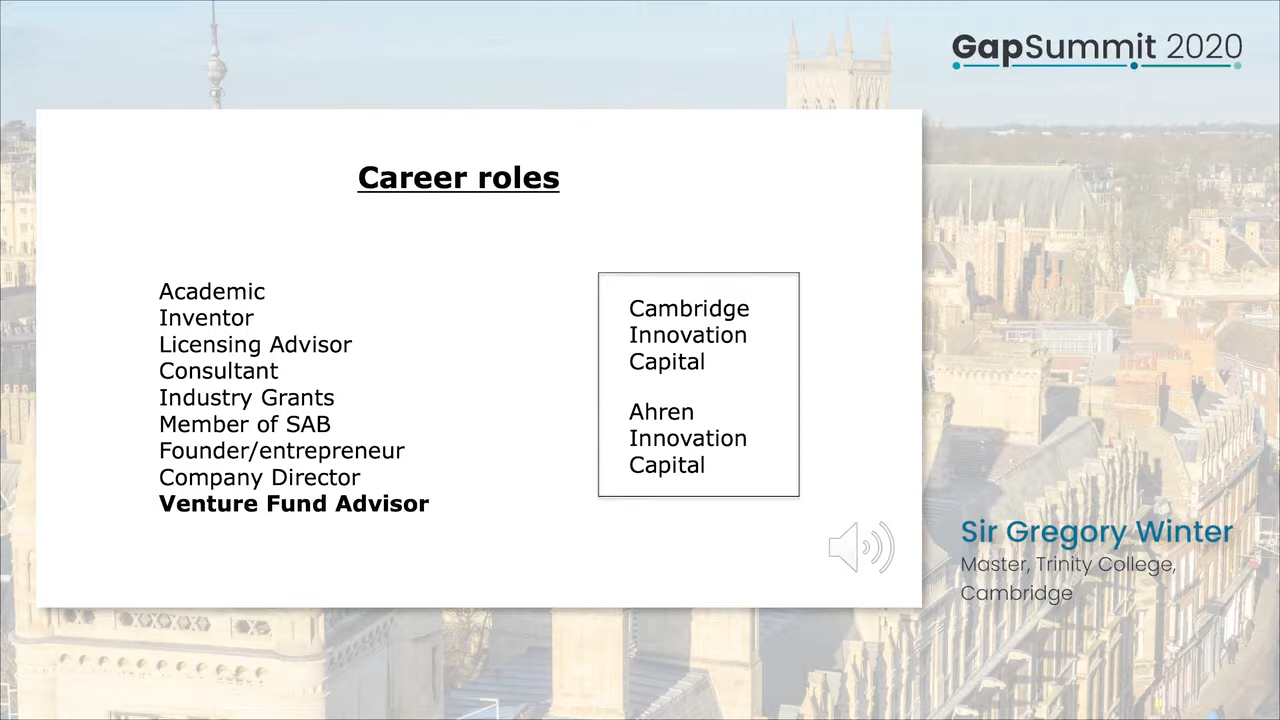 GapSummit 2020
Career roles
Academic
Inventor
Licensing Advisor
Consultant
Industry Grants
Member of SAB
Founder/entrepreneur
Company Director
Venture Fund Advisor
Cambridge
Innovation
Capital
Ahren
Innovation
Capital
Sir Gregory Winter
Master, Trinity College,
Cambridge